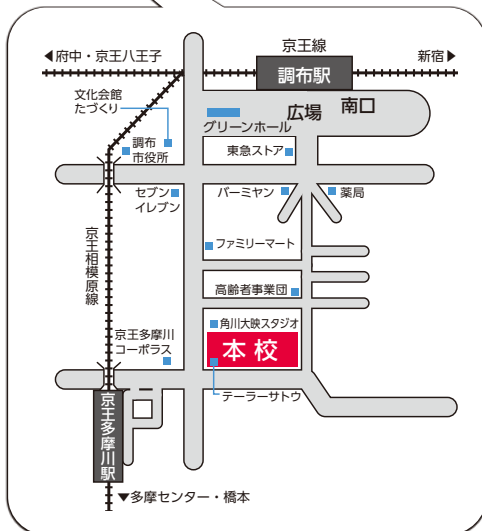 京王線
◀府中・京王八王子
新宿▶
調布駅
文化会館
たづくり
広場
南口
グリーンホール
調布
市役所
東急ストア
セブン
イレブン
バーミヤン
薬局
京王相模原線
ファミリーマート
高齢者事業団
角川大映スタジオ
京王多摩川
コーポラス
本校
テーラーサトウ
京王多摩川駅
▼多摩センター・橋本